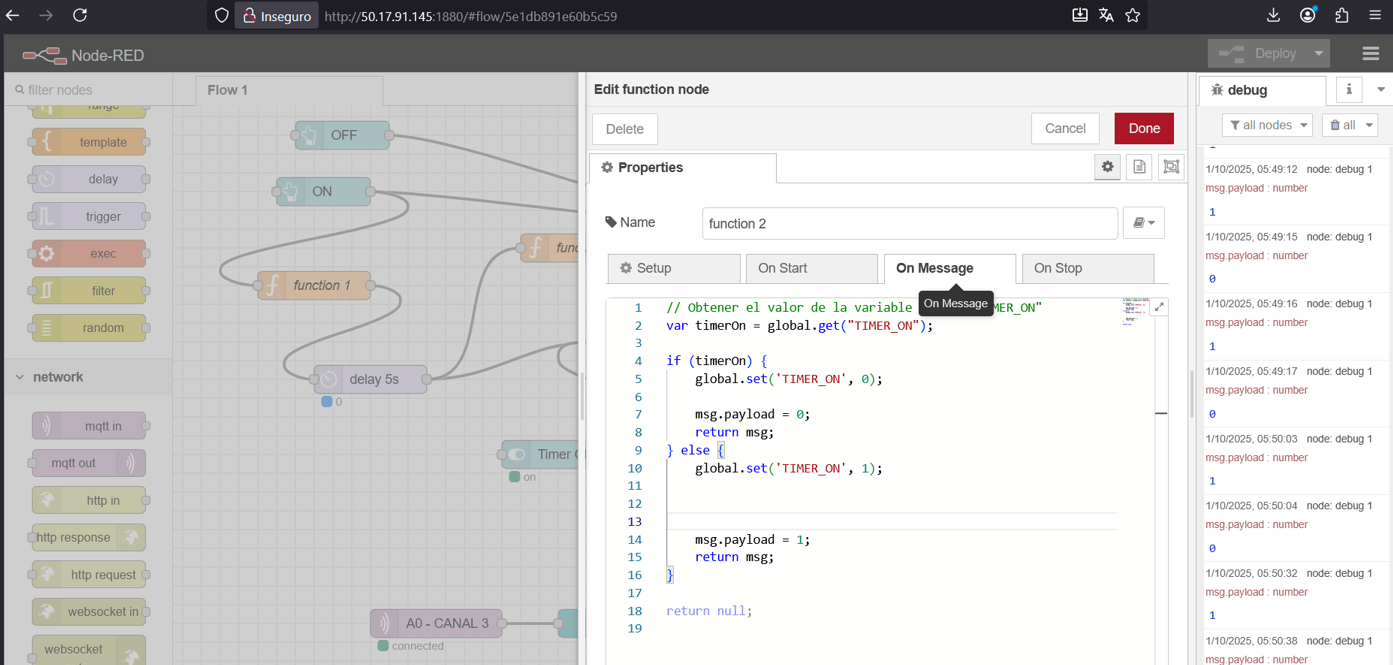 Inseguro http://50.17.91.145:1880/#flow/5e1db891e60b5c59
Node-RED
Deploy
filter nodes
range
template
delay
trigger
exec
filter
random
network
mqtt in
mqtt out
http in
http response
http request
websocket in
websocket
Flow 1
OFF
ON
function 1
func
delay 5s
0
Timer
on
A0 - CANAL 3
connected
Edit function node
Delete
Cancel
Done
Properties
Name
function 2
Setup
On Start
On Message
On Stop
On Message
1 // Obtener el valor de la variable MER_ON"
2 var timerOn = global.get("TIMER_ON");
3
4 if (timerOn) {
5 global.set('TIMER_ON', 0);
6
7 msg.payload = 0;
8 return msg;
9 } else {
10 global.set('TIMER_ON', 1);
11
12
13
14 msg.payload = 1;
15 return msg;
16 }
17
18 return null;
19
debug
i
all nodes
all
1/10/2025, 05:49:12 node: debug 1
msg.payload : number
1
1/10/2025, 05:49:15 node: debug 1
msg.payload : number
0
1/10/2025, 05:49:16 node: debug 1
msg.payload : number
1
1/10/2025, 05:49:17 node: debug 1
msg.payload : number
0
1/10/2025, 05:50:03 node: debug 1
msg.payload : number
1
1/10/2025, 05:50:04 node: debug 1
msg.payload : number
0
1/10/2025, 05:50:32 node: debug 1
msg.payload : number
1
1/10/2025, 05:50:38 node: debug 1
msg.payload : number